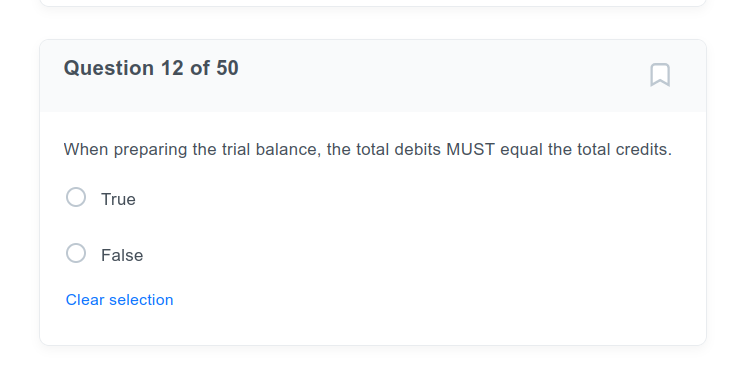 Question 12 of 50
When preparing the trial balance, the total debits MUST equal the total credits.
True
False
Clear selection